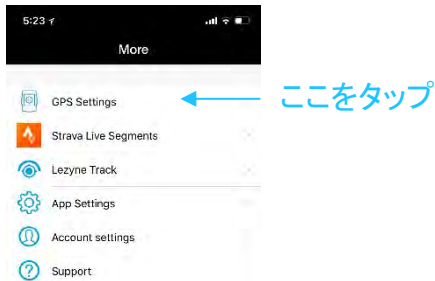 5:23
More
GPS Settings
ここをタップ
Strava Live Segments
Lezyne Track
App Settings
Account settings
Support